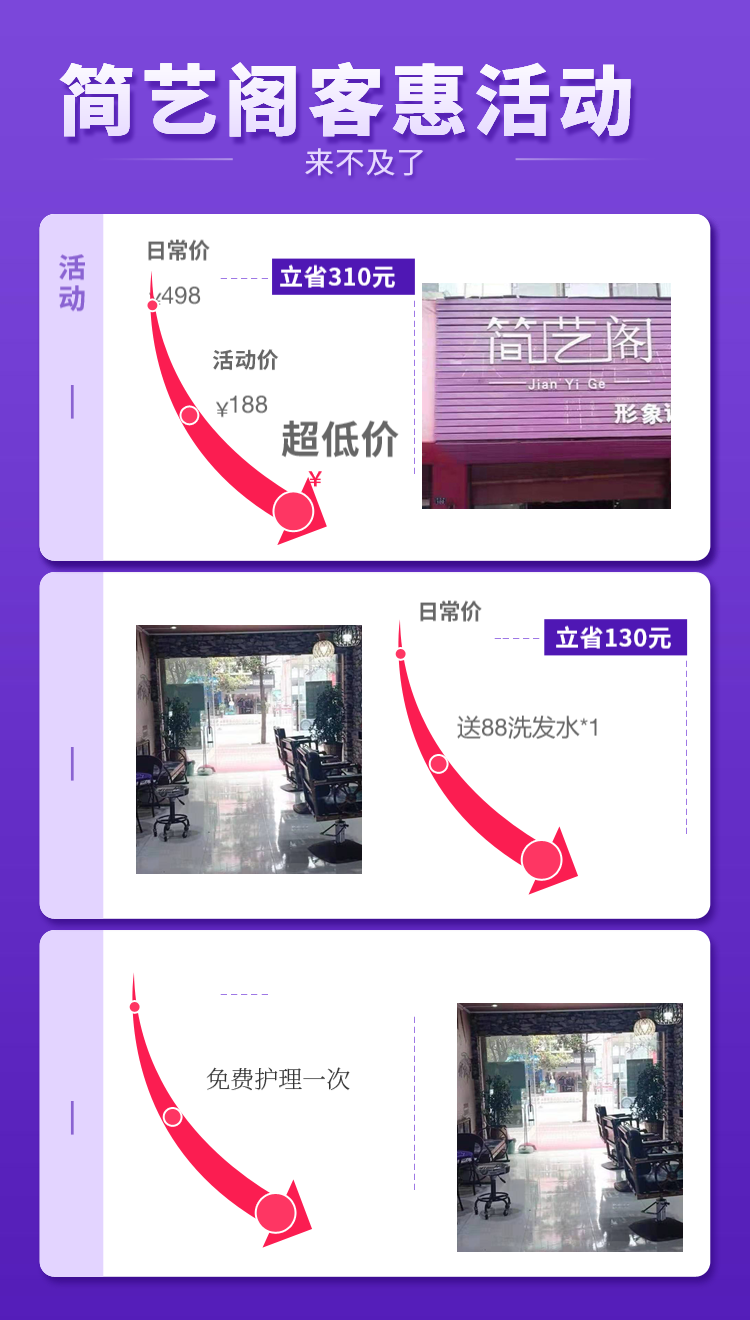 简艺阁客惠活动
来不及了
活动
日常价
立省310元
¥498
活动价
¥188
超低价
¥
简艺阁
Jian Yi Ge
形象
日常价
立省130元
送88洗发水*1
免费护理一次